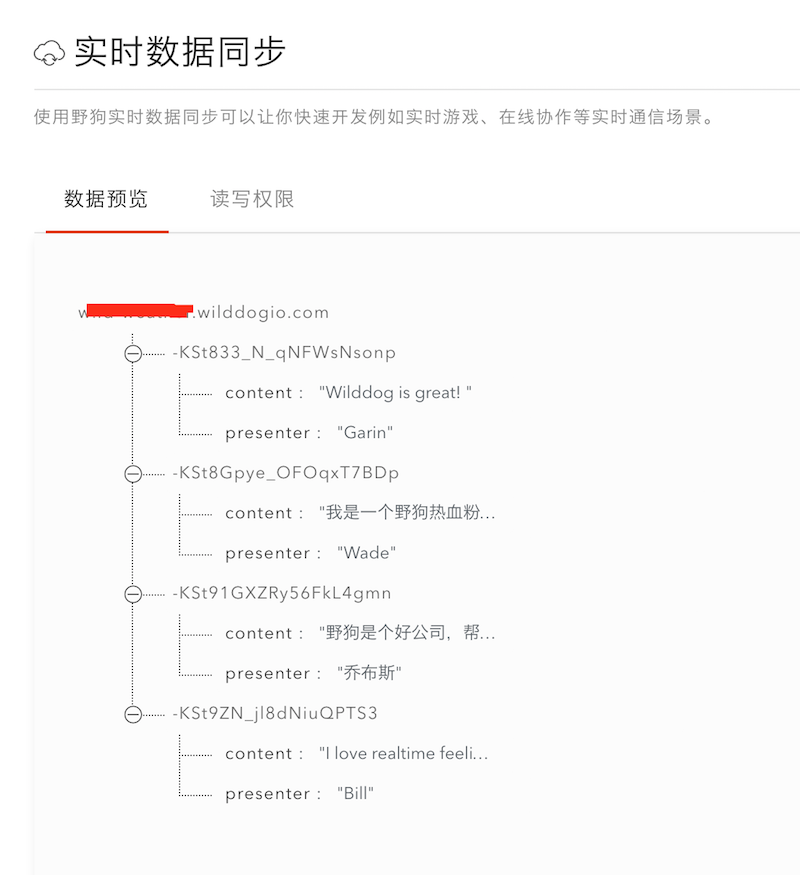 实时数据同步
使用野狗实时数据同步可以让你快速开发例如实时游戏、在线协作等实时通信场景。
数据预览 读写权限
.wilddogio.com
-KSt833_N_qNFWsNsonp
content : "Wilddog is great! "
presenter : "Garin"
-KSt8Gpye_OFOqxT7BDp
content : "我是一个野狗热血粉...
presenter : "Wade"
-KSt91GXZRy56FkL4gmn
content : "野狗是个好公司，帮...
presenter : "乔布斯"
-KSt9ZN_jl8dNiuQPTS3
content : "I love realtime feeli...
presenter : "Bill"